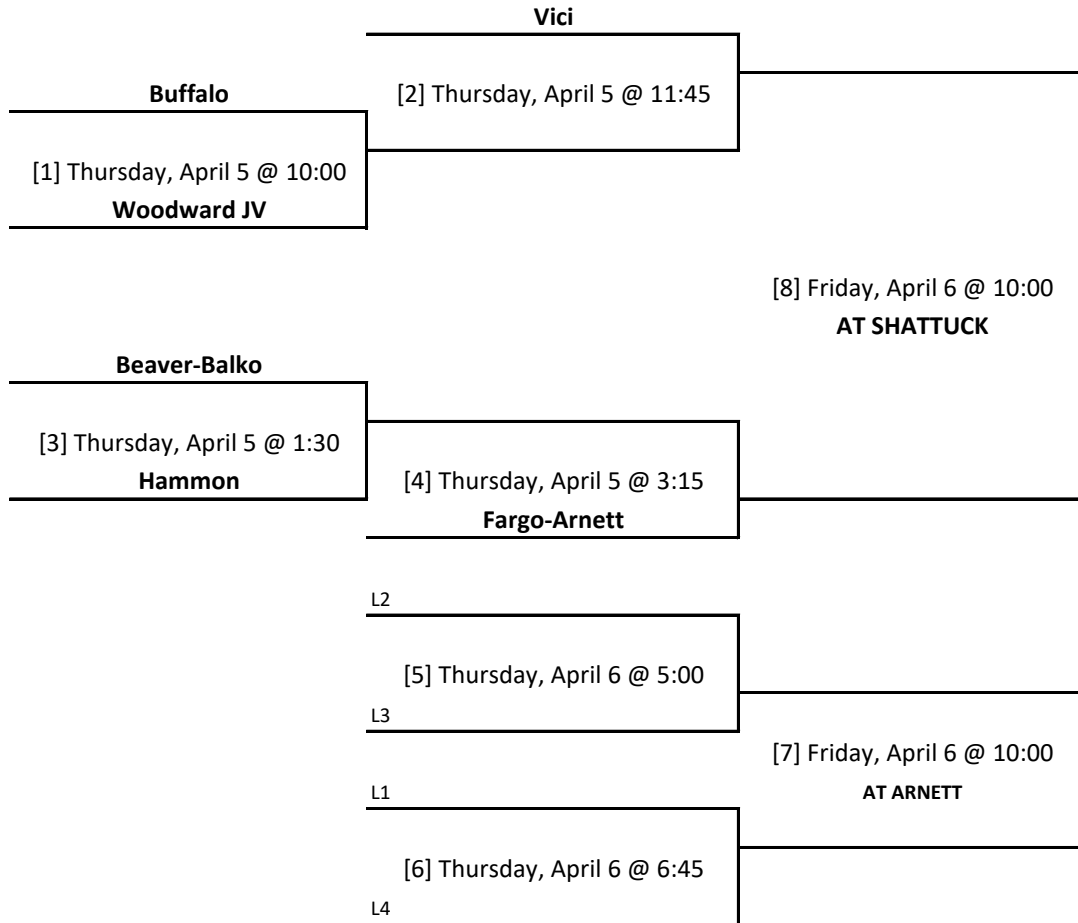 Vici
Buffalo
[2] Thursday, April 5 @ 11:45
[1] Thursday, April 5 @ 10:00
Woodward JV
[8] Friday, April 6 @ 10:00
AT SHATTUCK
Beaver-Balko
[3] Thursday, April 5 @ 1:30
Hammon
[4] Thursday, April 5 @ 3:15
Fargo-Arnett
L2
[5] Thursday, April 6 @ 5:00
L3
[7] Friday, April 6 @ 10:00
AT ARNETT
L1
[6] Thursday, April 6 @ 6:45
L4